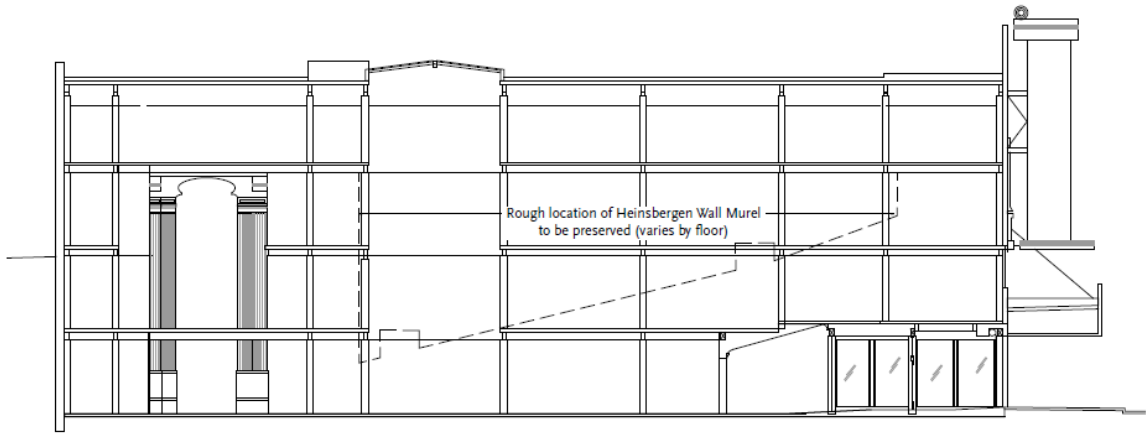 Rough location of Heinsbergen Wall Murel
to be preserved (varies by floor)